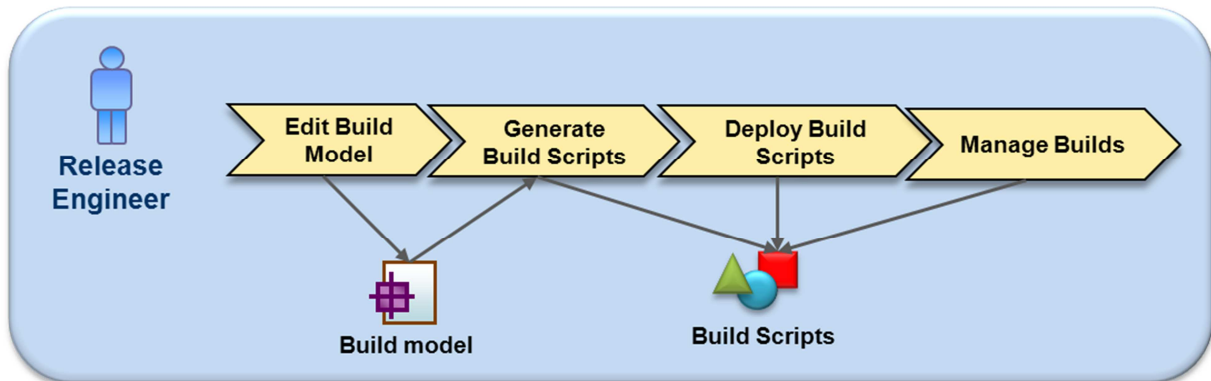 Release
Engineer
Edit Build
Model
Generate
Build Scripts
Deploy Build
Scripts
Manage Builds
Build model
Build Scripts